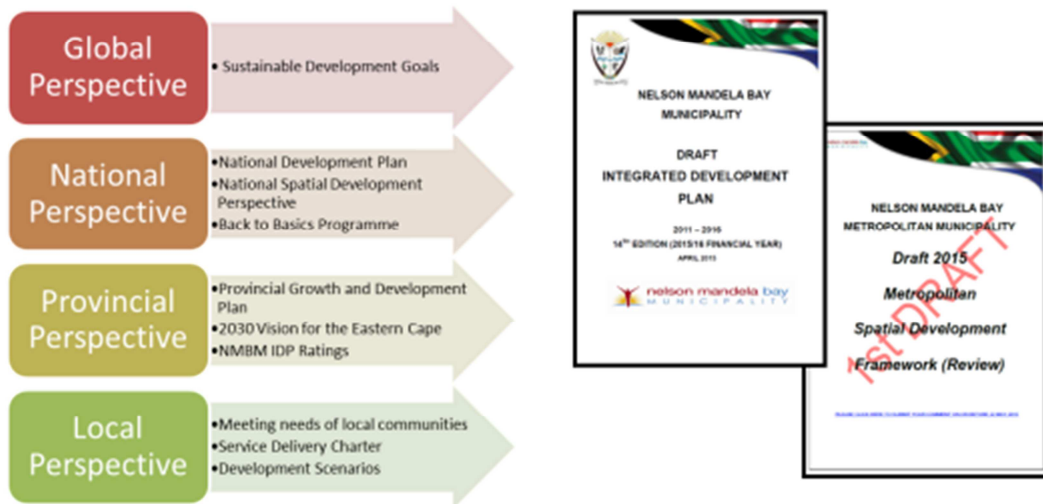 Global
Perspective
• Sustainable Development Goals
National
Perspective
•National Development Plan
•National Spatial Development
Perspective
•Back to Basics Programme
Provincial
Perspective
•Provincial Growth and Development
Plan
•2030 Vision for the Eastern Cape
•NMBM IDP Ratings
Local
Perspective
•Meeting needs of local communities
•Service Delivery Charter
•Development Scenarios
NELSON MANDELA BAY
MUNICIPALITY
DRAFT
INTEGRATED DEVELOPMENT
PLAN
2011 – 2016
14TH EDITION (2015/16 FINANCIAL YEAR)
APRIL 2015
nelson mandela bay
MUNICIPALITY
NELSON MANDELA BAY
METROPOLITAN MUNICIPALITY
Draft 2015
Metropolitan
Spatial Development
Framework (Review)
1st DRAFT